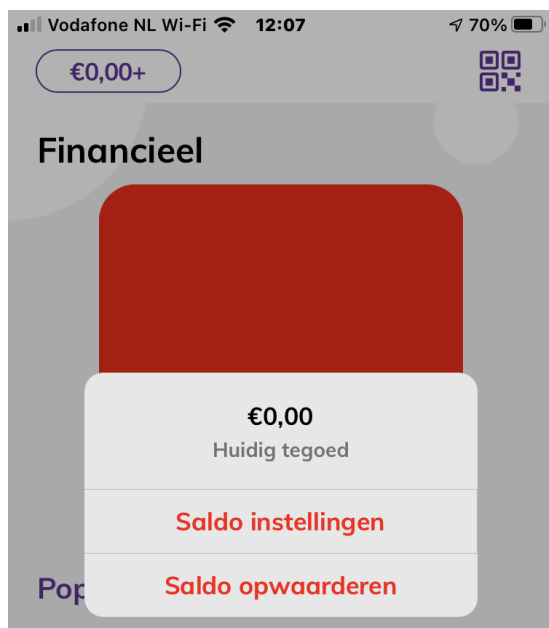 Vodafone NL Wi-Fi 12:07 70%
€0,00+
Financieel
€0,00
Huidig tegoed
Saldo instellingen
Saldo opwaarderen